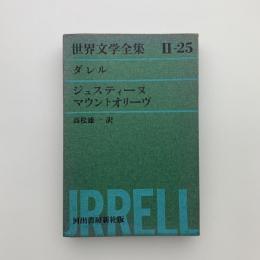 世界文学全集 II-25
ダレル
ジュスティーヌ
マウントオリーヴ
高松雄一訳
URRELL
河出書房新社版